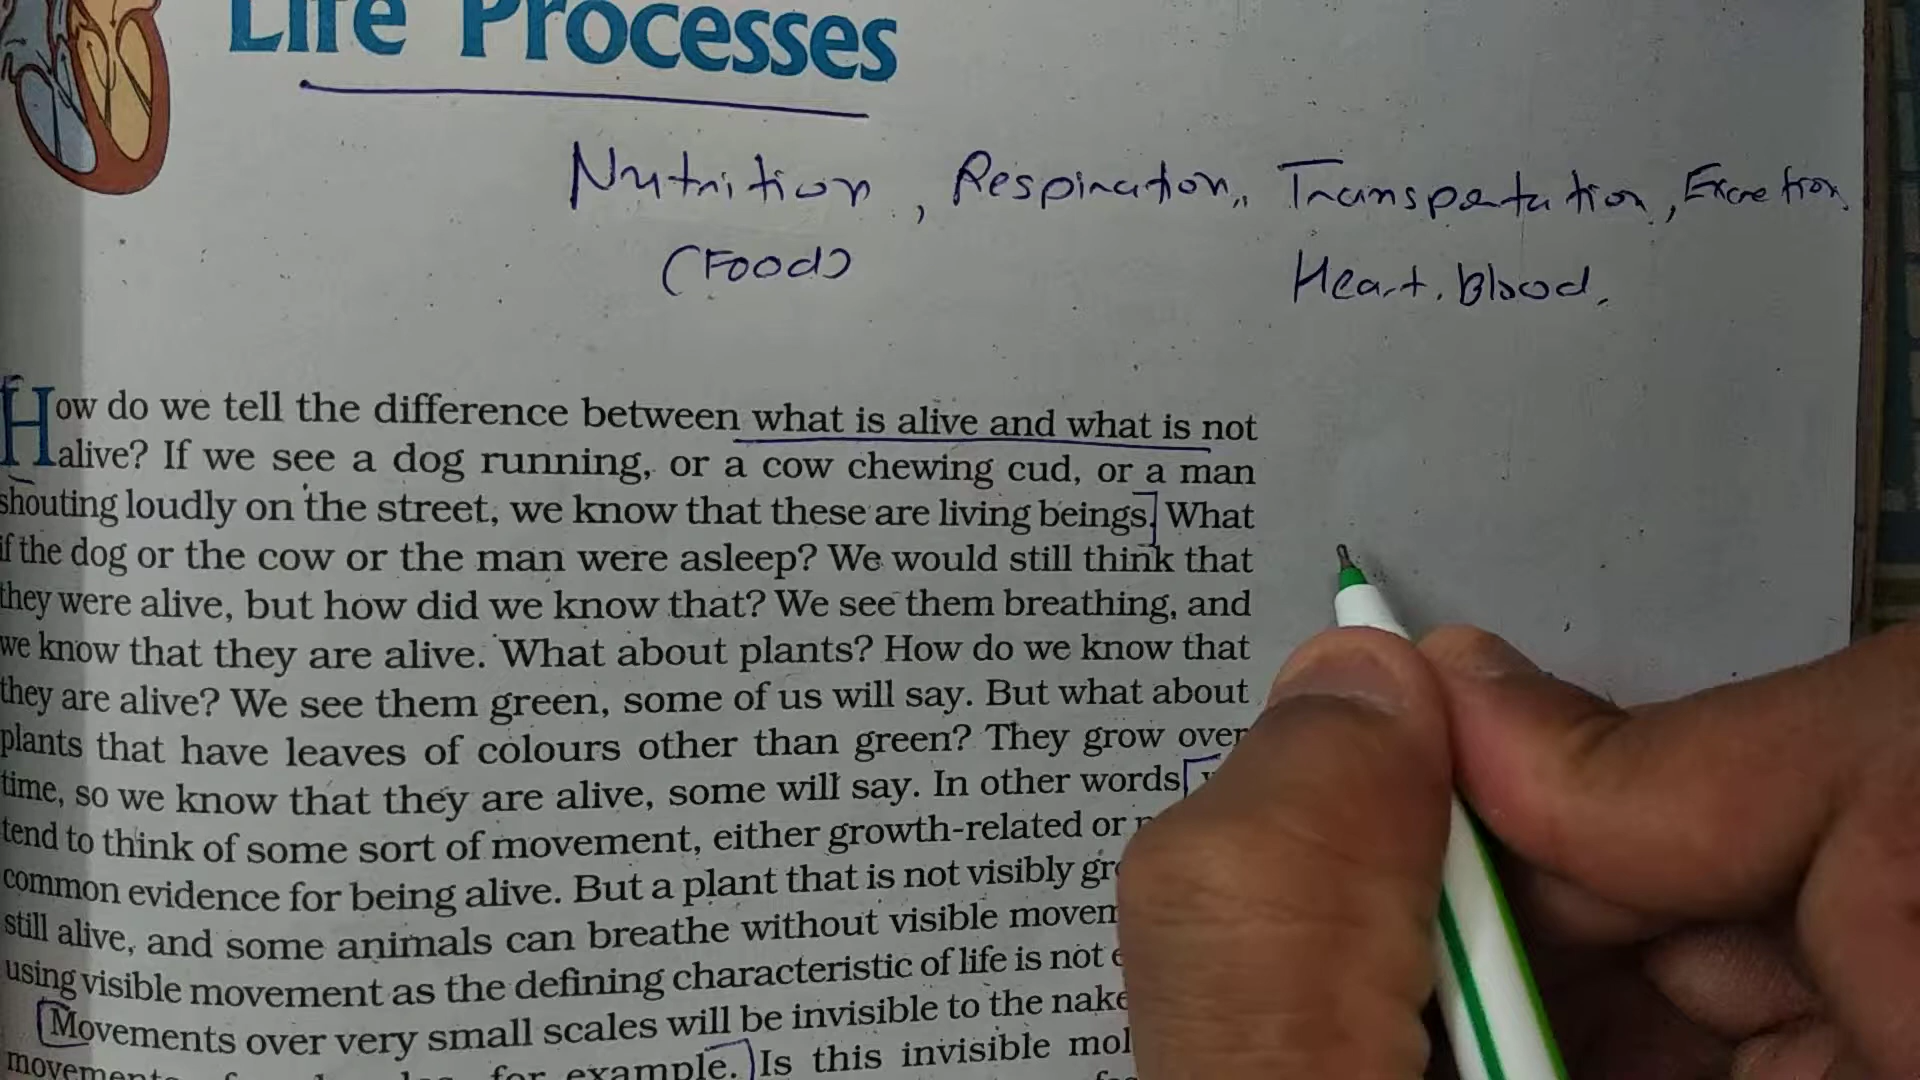 Life Processes
Nutrition, Respiration,, Transportation, Excretion,
(Food) Heart. Blood,
How do we tell the difference between what is alive and what is not
alive? If we see a dog running, or a cow chewing cud, or a man
shouting loudly on the street, we know that these are living beings. What
if the dog or the cow or the man were asleep? We would still think that
they were alive, but how did we know that? We see them breathing, and
we know that they are alive. What about plants? How do we know that
they are alive? We see them green, some of us will say. But what about
plants that have leaves of colours other than green? They grow over
time, so we know that they are alive, some will say. In other words,
tend to think of some sort of movement, either growth-related or
common evidence for being alive. But a plant that is not visibly
still alive, and some animals can breathe without visible
using visible movement as the defining characteristic of life is not
Movements over very small scales will be invisible to the
for example. Is this invisible